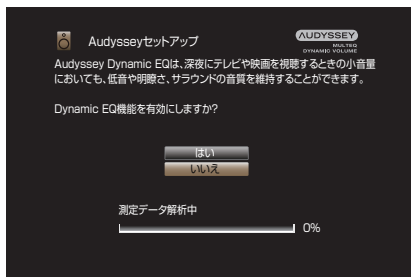 Audysseyセットアップ
AUDYSSEY
MULTEQ
DYNAMIC VOLUME
Audyssey Dynamic EQは、深夜にテレビや映画を視聴するときの小音量
においても、低音や明瞭さ、サラウンドの音質を維持することができます。
Dynamic EQ機能を有効にしますか?
はい
いいえ
測定データ解析中
0%